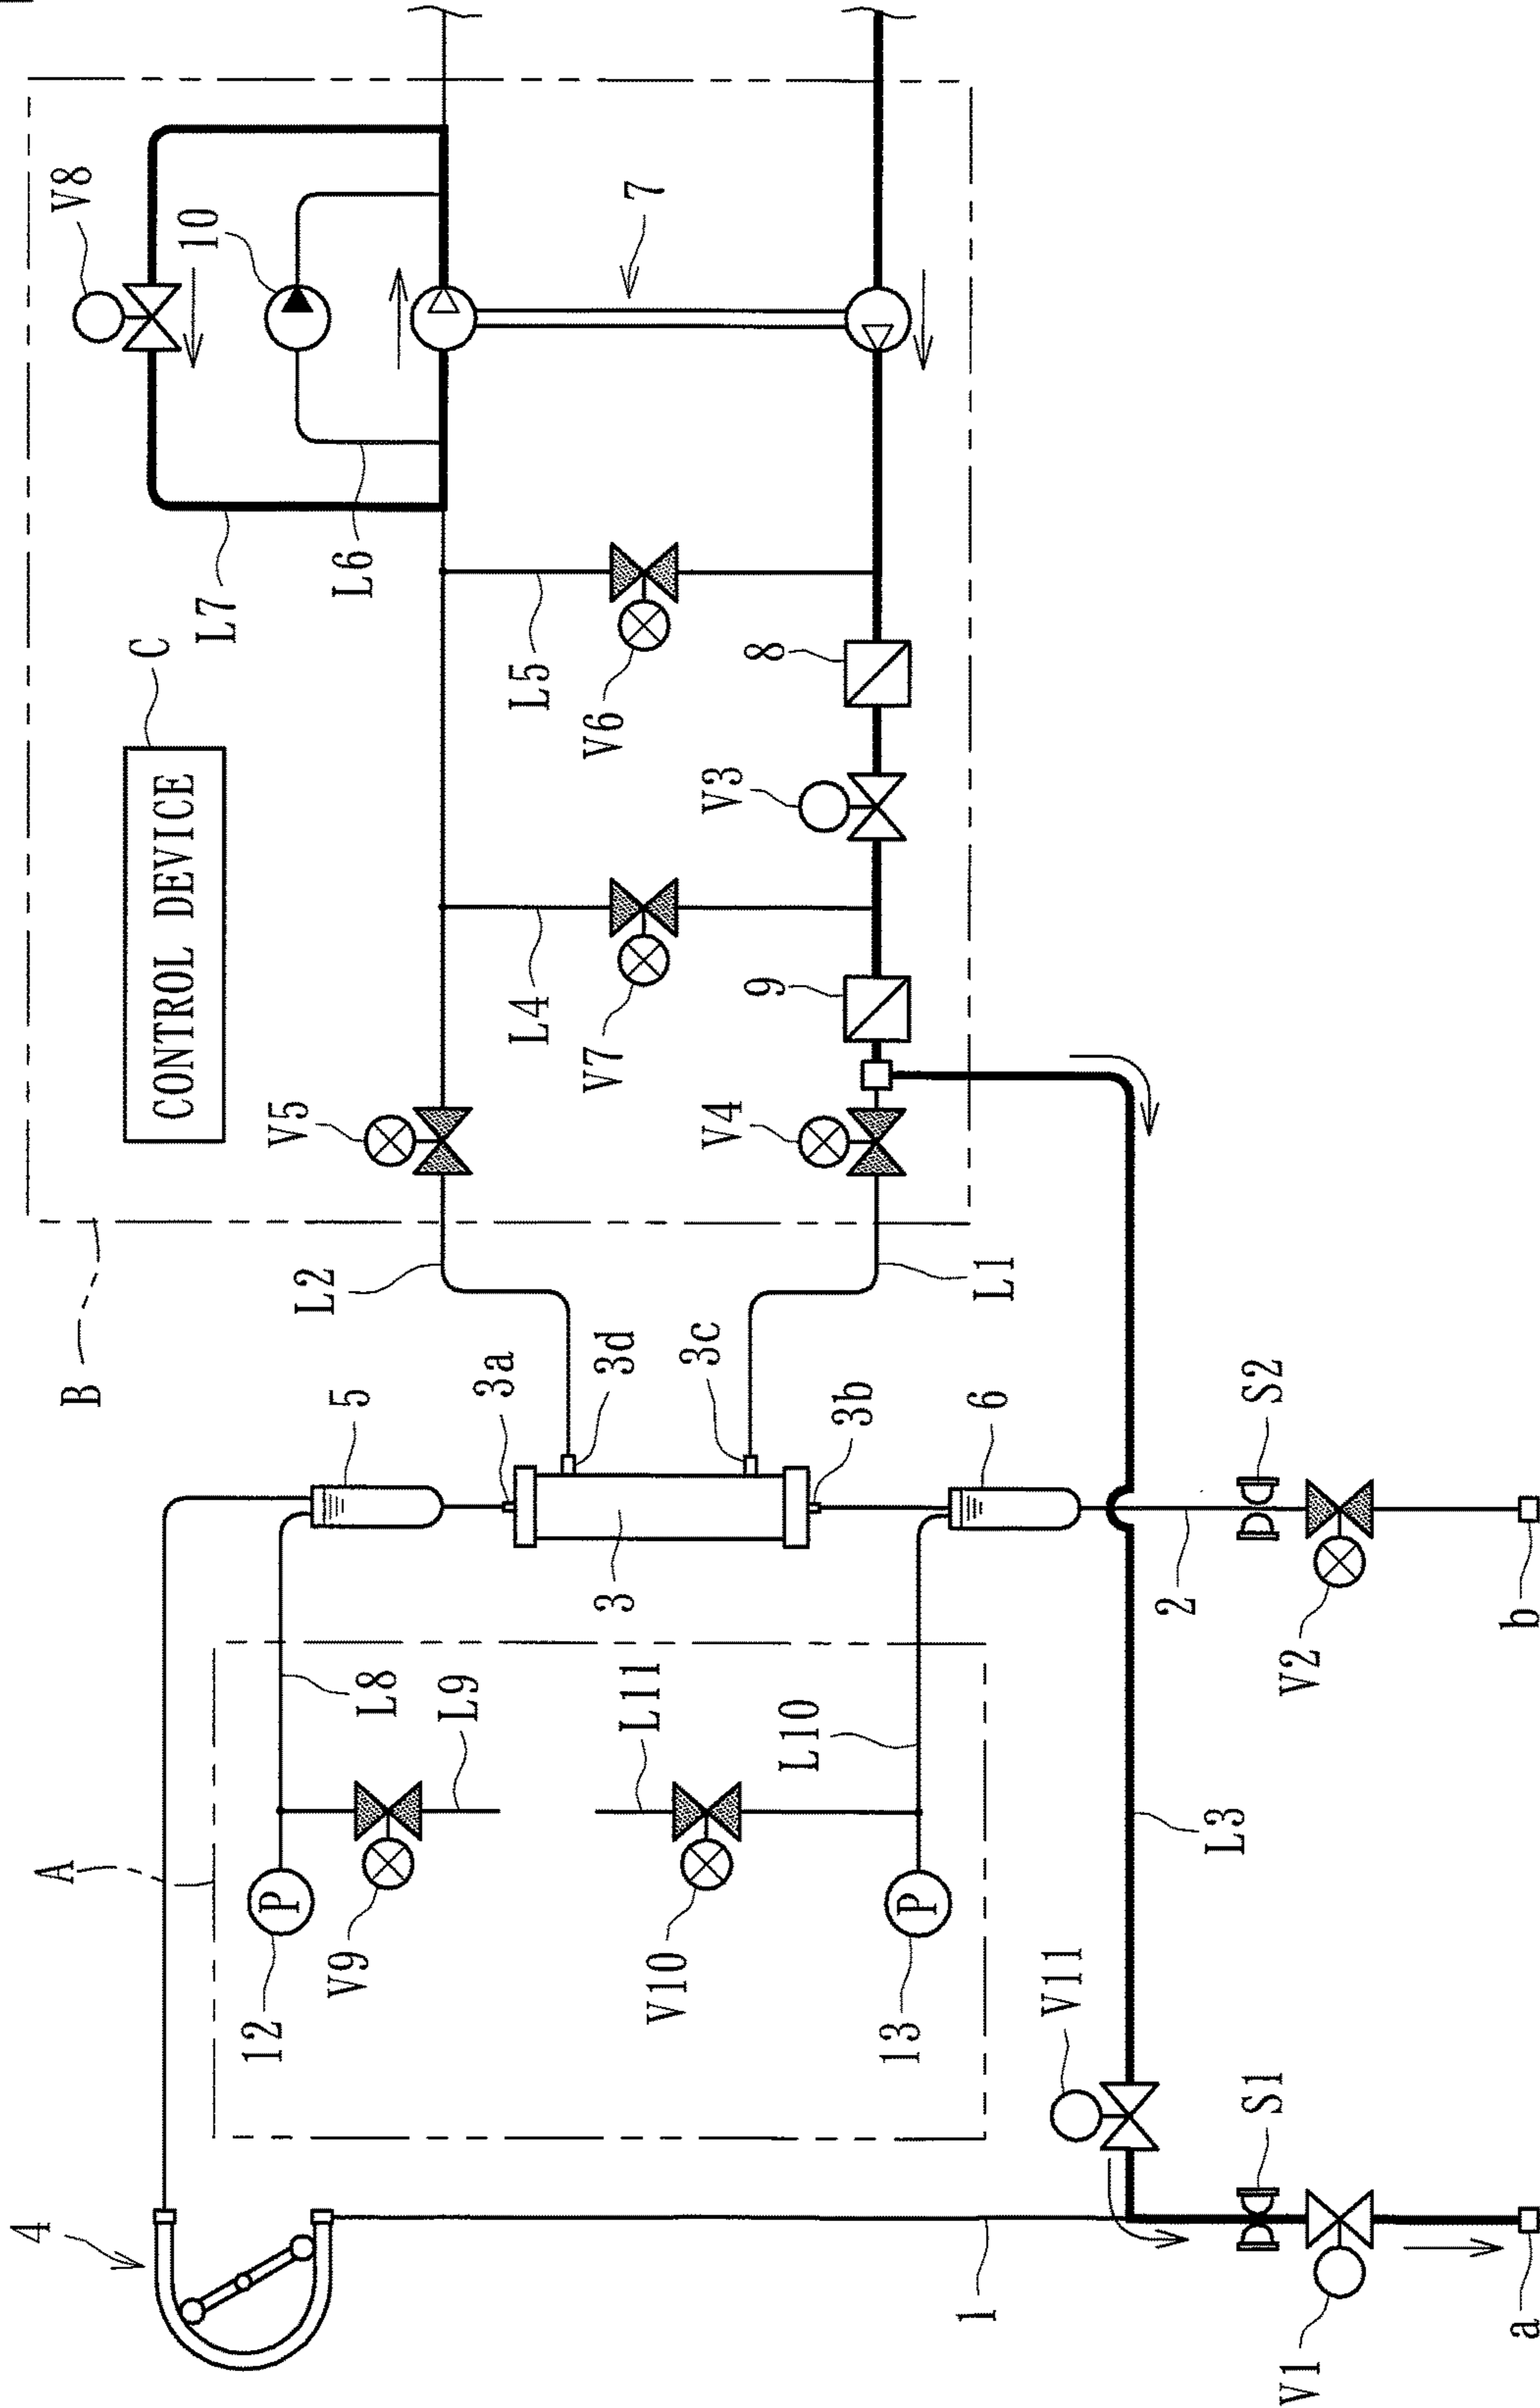 V8
10
7
L7
L6
C
CONTROL DEVICE
L5
V6
8
V3
L4
V7
9
V5
V4
B
L2
L1
3a
3d
3c
3b
5
6
S2
3
2
V2
b
A
L8
L9
L11
L10
L3
P
P
12
V9
V10
13
V11
S1
4
1
V1
a